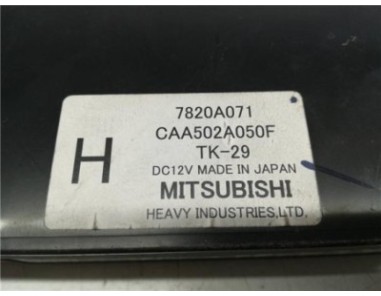 7820A071
CAA502A050F
H
TK-29
DC12V MADE IN JAPAN
MITSUBISHI
HEAVY INDUSTRIES,LTD.